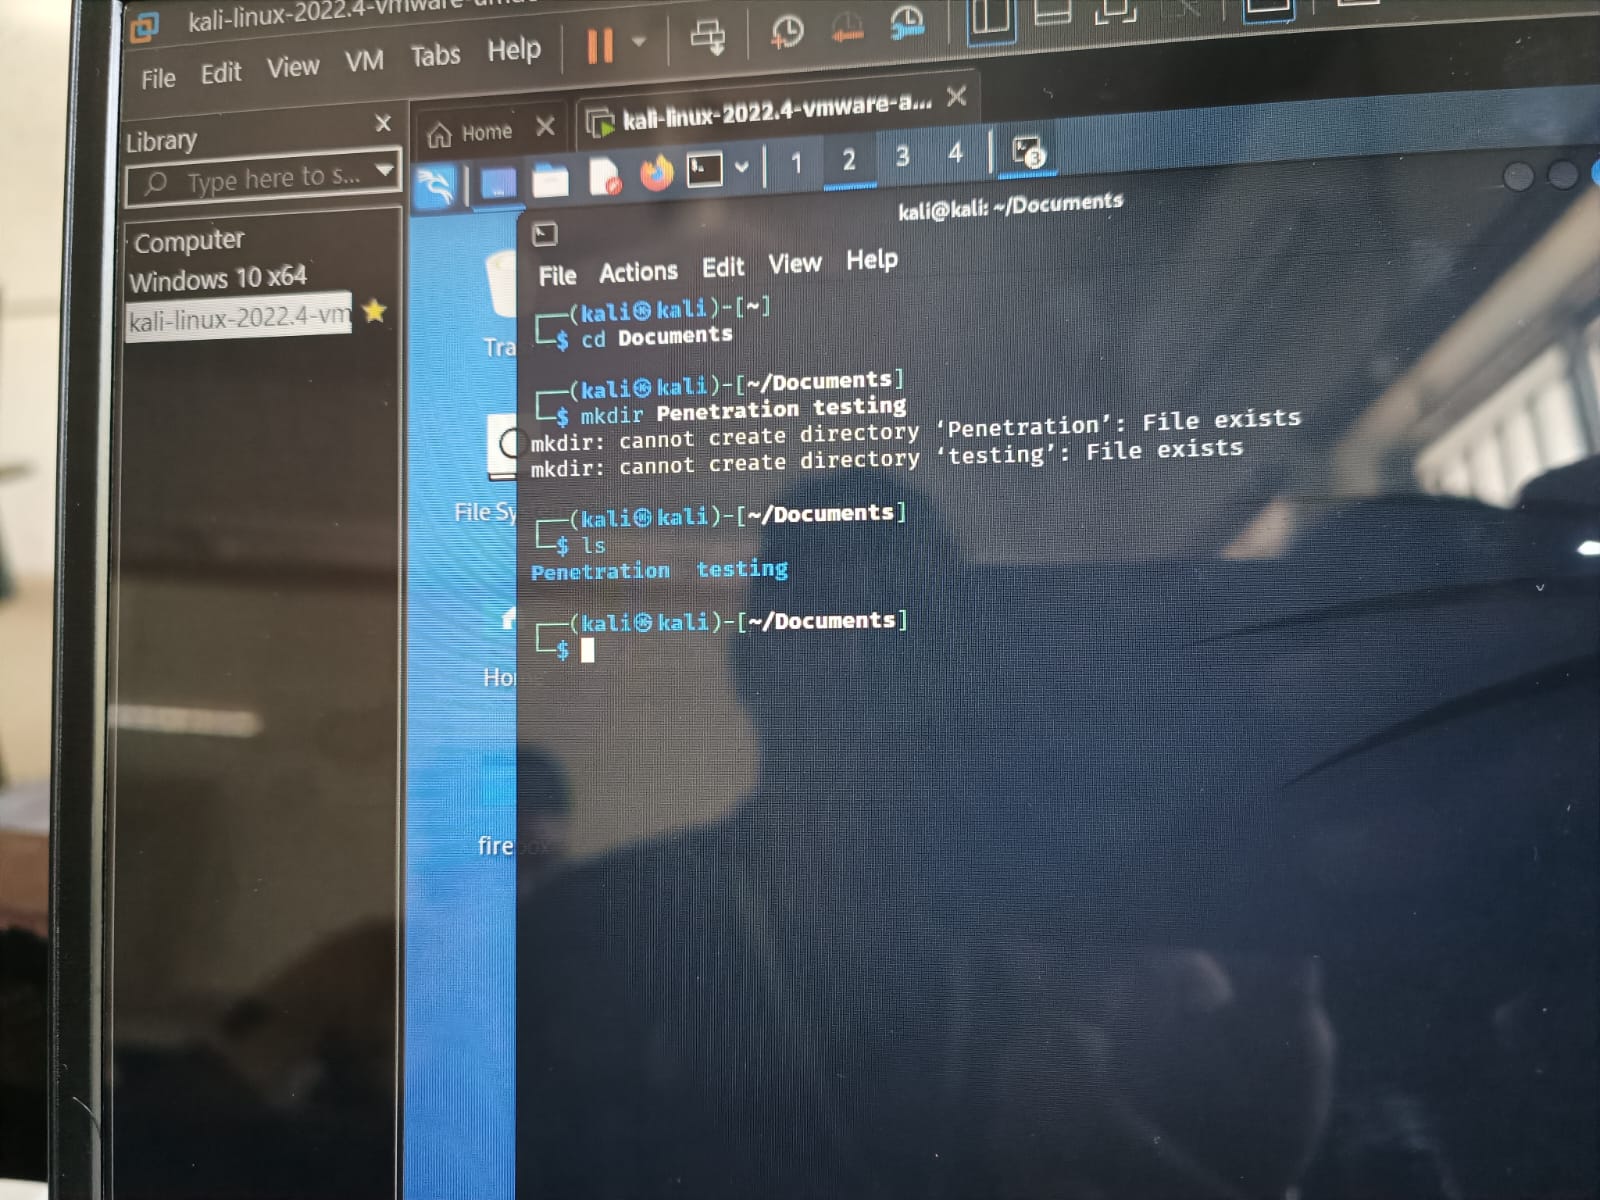 kali-linux-2022.4-vmware-amd
File Edit View VM Tabs Help
Library
Type here to s...
Computer
Windows 10 x64
kali-linux-2022.4-vm
Home
kali-linux-2022.4-vmware-a...
1 2 3 4
3
kali@kali: ~/Documents
File Actions Edit View Help
(kali㉿kali)-[~]
$ cd Documents
(kali㉿kali)-[~/Documents]
$ mkdir Penetration testing
mkdir: cannot create directory ‘Penetration’: File exists
mkdir: cannot create directory ‘testing’: File exists
(kali㉿kali)-[~/Documents]
$ ls
Penetration testing
(kali㉿kali)-[~/Documents]
$
Tra
File Sy
Ho
fire